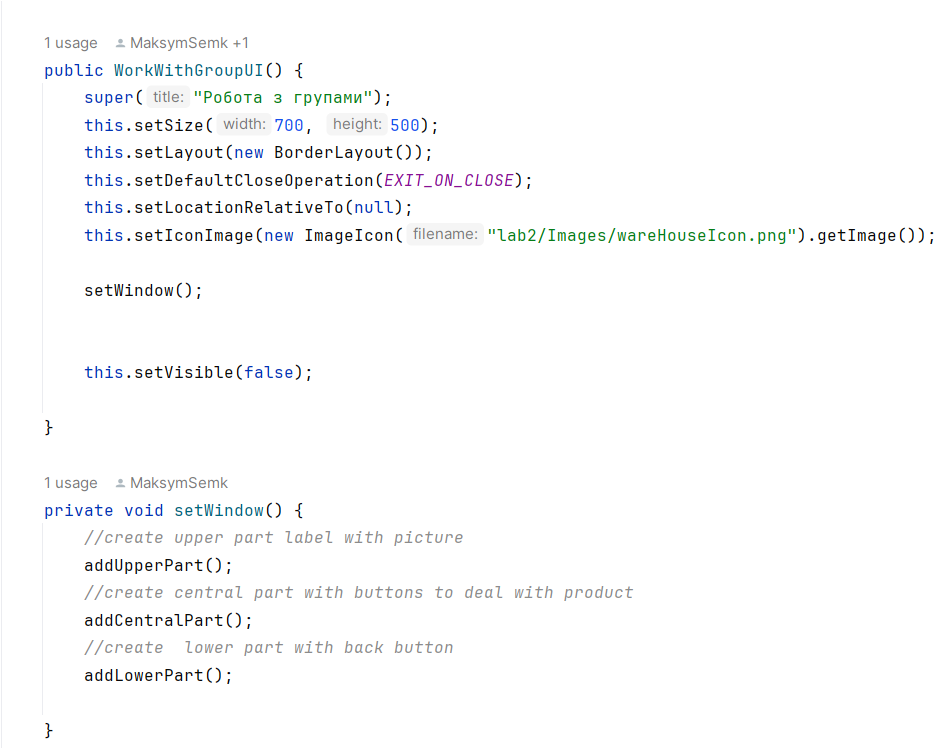 1 usage MaksymSemk +1
public WorkWithGroupUI() {
super( title: "Робота з групами");
this.setSize( width: 700, height: 500);
this.setLayout(new BorderLayout());
this.setDefaultCloseOperation(EXIT_ON_CLOSE);
this.setLocationRelativeTo(null);
this.setIconImage(new ImageIcon( filename: "lab2/Images/wareHouseIcon.png").getImage());
setWindow();
this.setVisible(false);
}
1 usage MaksymSemk
private void setWindow() {
//create upper part label with picture
addUpperPart();
//create central part with buttons to deal with product
addCentralPart();
//create  lower part with back button
addLowerPart();
}